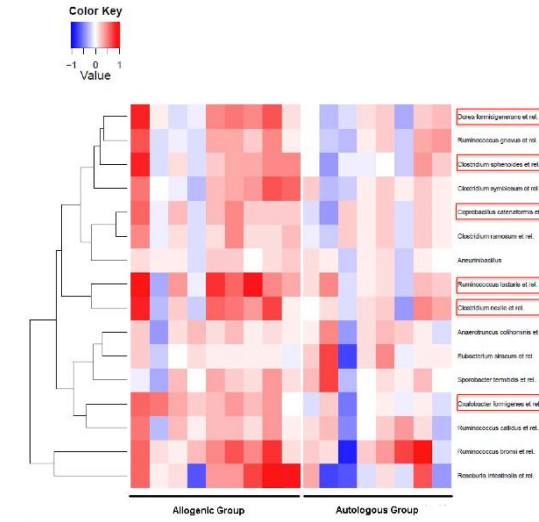 Color Key
−1 0 1
Value
Dorea formicigenerans et rel.
Ruminococcus gnavus et rel.
Clostridium sphenoides et rel.
Clostridium symbiosum et rel.
Coprobacillus catenaformis et
Clostridium ramosum et rel.
Aneurinibacillus
Ruminococcus lactaris et rel.
Clostridium nexile et rel.
Anaerotruncus colihominis et
Eubacterium siraeum et rel.
Sporobacter termitidis et rel.
Oxalobacter formigenes et rel.
Ruminococcus callidus et rel.
Ruminococcus bromii et rel.
Roseburia intestinalis et rel.
Allogenic Group
Autologous Group